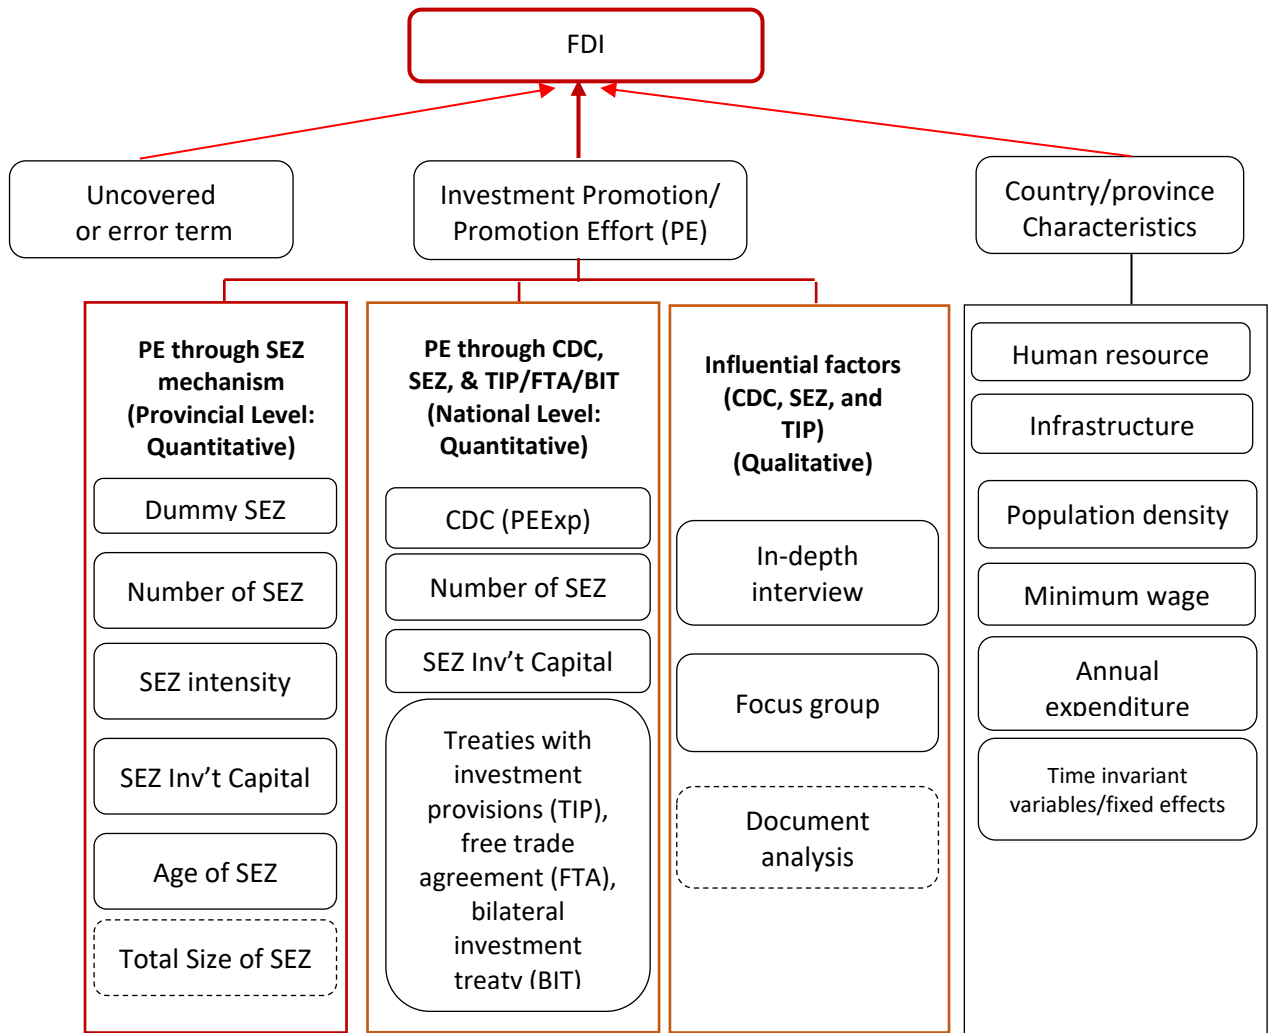 FDI
Uncovered
or error term
Investment Promotion/
Promotion Effort (PE)
Country/province
Characteristics
PE through SEZ
mechanism
(Provincial Level:
Quantitative)
Dummy SEZ
Number of SEZ
SEZ intensity
SEZ Inv't Capital
Age of SEZ
Total Size of SEZ
PE through CDC,
SEZ, & TIP/FTA/BIT
(National Level:
Quantitative)
CDC (PEExp)
Number of SEZ
SEZ Inv't Capital
Treaties with
investment
provisions (TIP),
free trade
agreement (FTA),
bilateral
investment
treaty (BIT)
Influential factors
(CDC, SEZ, and
TIP)
(Qualitative)
In-depth
interview
Focus group
Document
analysis
Human resource
Infrastructure
Population density
Minimum wage
Annual
expenditure
Time invariant
variables/fixed effects